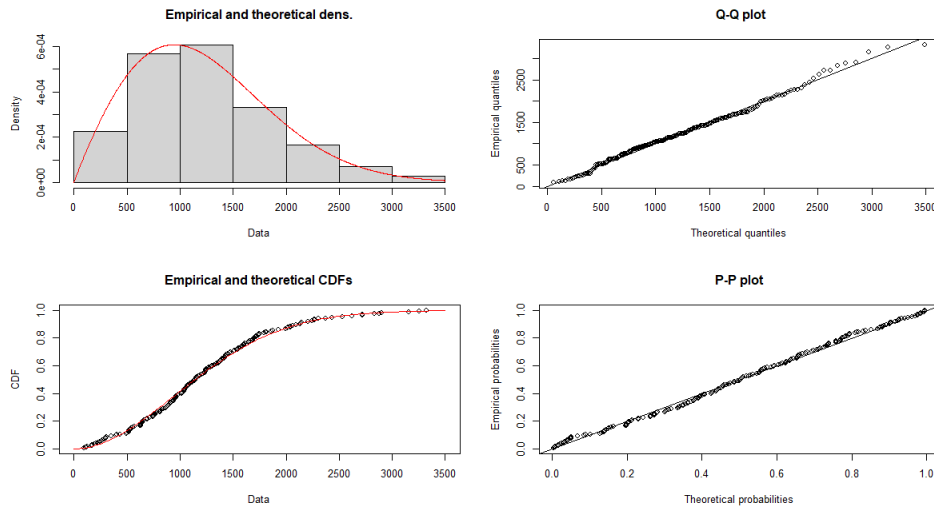 Empirical and theoretical dens.
Density
0e+00 2e-04 4e-04 6e-04
0 500 1000 1500 2000 2500 3000 3500
Data
Q-Q plot
Empirical quantiles
0 500 1500 2500
0 500 1000 1500 2000 2500 3000 3500
Theoretical quantiles
Empirical and theoretical CDFs
CDF
0.0 0.2 0.4 0.6 0.8 1.0
0 500 1000 1500 2000 2500 3000 3500
Data
P-P plot
Empirical probabilities
0.0 0.2 0.4 0.6 0.8 1.0
0.0 0.2 0.4 0.6 0.8 1.0
Theoretical probabilities